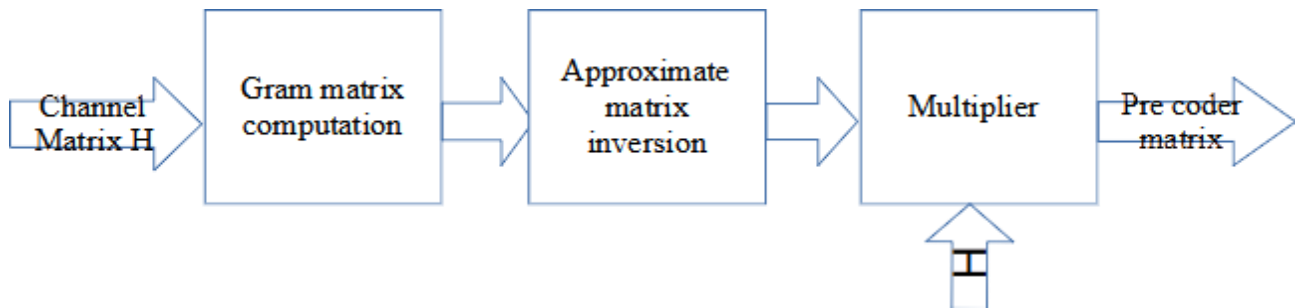 Channel
Matrix H
Gram matrix
computation
Approximate
matrix
inversion
Multiplier
Pre coder
matrix
H